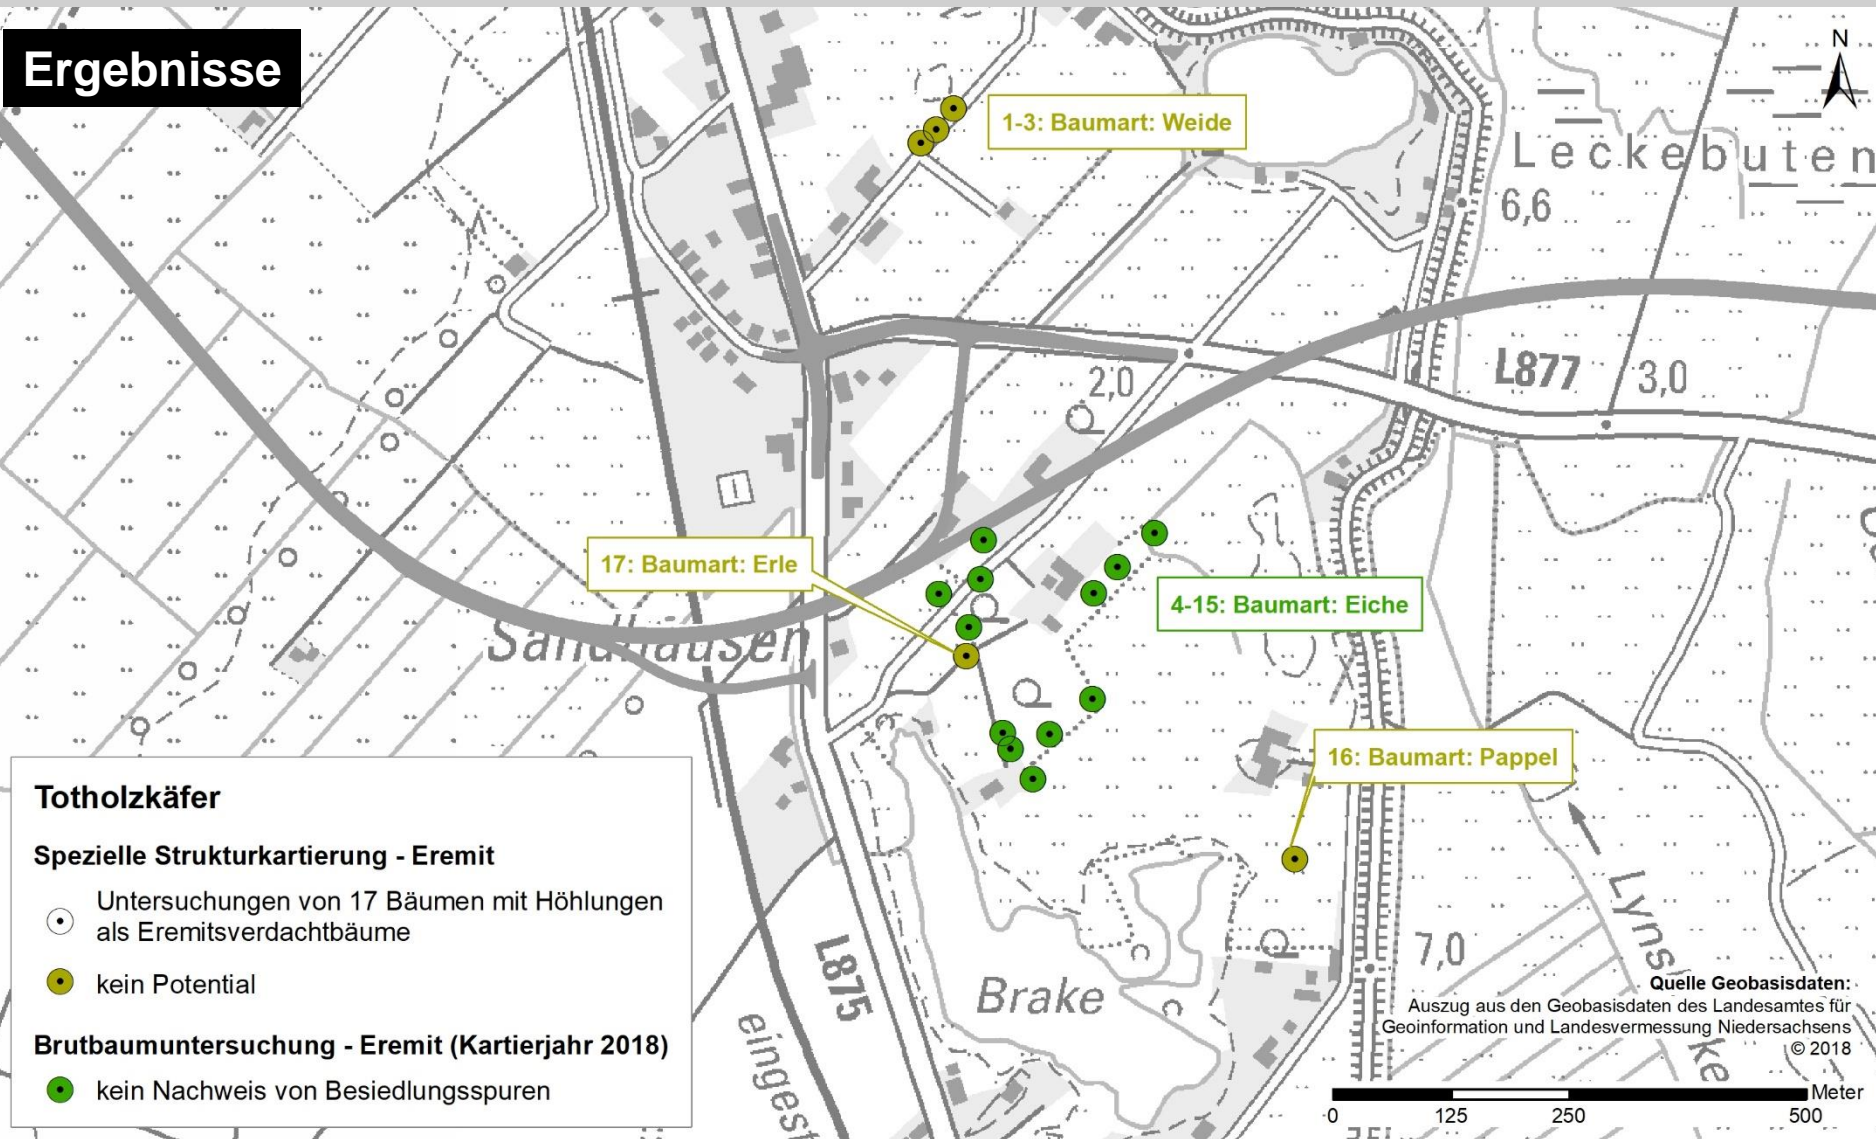 Ergebnisse
N
1-3: Baumart: Weide
Leckebuten
6,6
L877
3,0
2,0
17: Baumart: Erle
4-15: Baumart: Eiche
Sandhausen
16: Baumart: Pappel
Totholzkäfer
Spezielle Strukturkartierung - Eremit
Untersuchungen von 17 Bäumen mit Höhlungen
als Eremitsverdachtbäume
kein Potential
Brutbaumuntersuchung - Eremit (Kartierjahr 2018)
kein Nachweis von Besiedlungsspuren
L875
Brake
7,0
Quelle Geobasisdaten:
Auszug aus den Geobasisdaten des Landesamtes für
Geoinformation und Landesvermessung Niedersachsens
© 2018
Meter
0 125 250 500